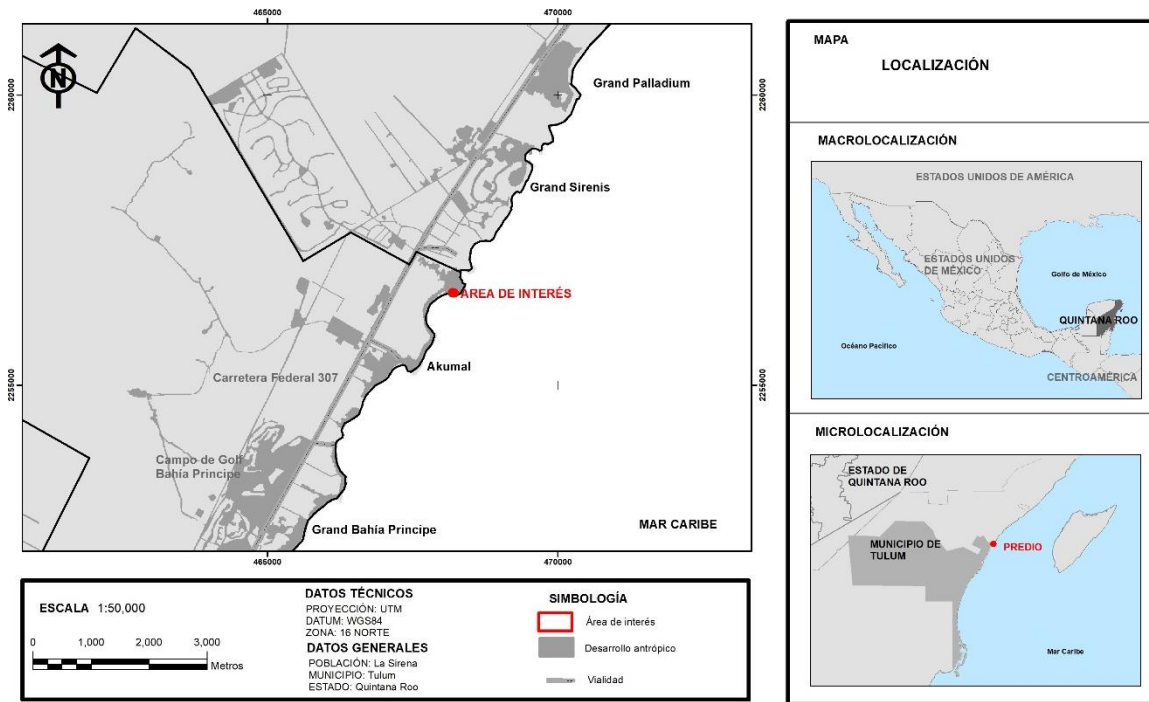 465000
470000
2260000
2260000
N
Grand Palladium
Grand Sirenis
ÁREA DE INTERÉS
Akumal
Carretera Federal 307
2255000
2255000
Campo de Golf
Bahía Principe
Grand Bahía Principe
MAR CARIBE
465000
470000
ESCALA 1:50,000
0 1,000 2,000 3,000
Metros
DATOS TÉCNICOS
PROYECCIÓN: UTM
DATUM: WGS84
ZONA: 16 NORTE
DATOS GENERALES
POBLACIÓN: La Sirena
MUNICIPIO: Tulum
ESTADO: Quintana Roo
SIMBOLOGÍA
Área de interés
Desarrollo antrópico
Vialidad
MAPA
LOCALIZACIÓN
MACROLOCALIZACIÓN
ESTADOS UNIDOS DE AMÉRICA
ESTADOS UNIDOS
DE MÉXICO
Golfo de México
QUINTANA ROO
Océano Pacífico
CENTROAMÉRICA
MICROLOCALIZACIÓN
ESTADO DE
QUINTANA ROO
MUNICIPIO DE
TULUM
PREDIO
Mar Caribe